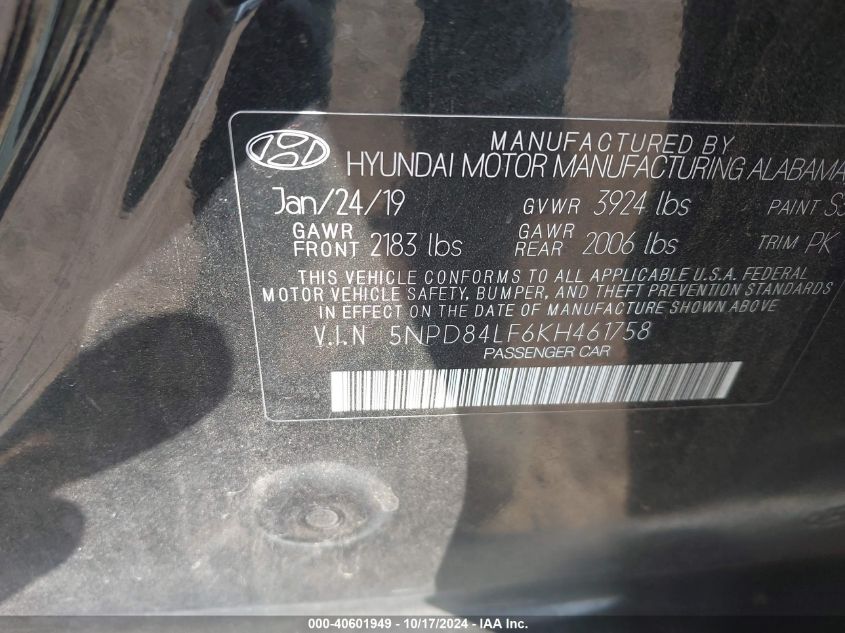 MANUFACTURED BY
HYUNDAI MOTOR MANUFACTURING ALABAMA
Jan/24/19 GVWR 3924 lbs PAINT
GAWR FRONT 2183 lbs GAWR REAR 2006 lbs TRIM PK
THIS VEHICLE CONFORMS TO ALL APPLICABLE U.S.A. FEDERAL
MOTOR VEHICLE SAFETY, BUMPER, AND THEFT PREVENTION STANDARDS
IN EFFECT ON THE DATE OF MANUFACTURE SHOWN ABOVE
V.I.N 5NPD84LF6KH461758
PASSENGER CAR
000-40601949 - 10/17/2024 - IAA Inc.